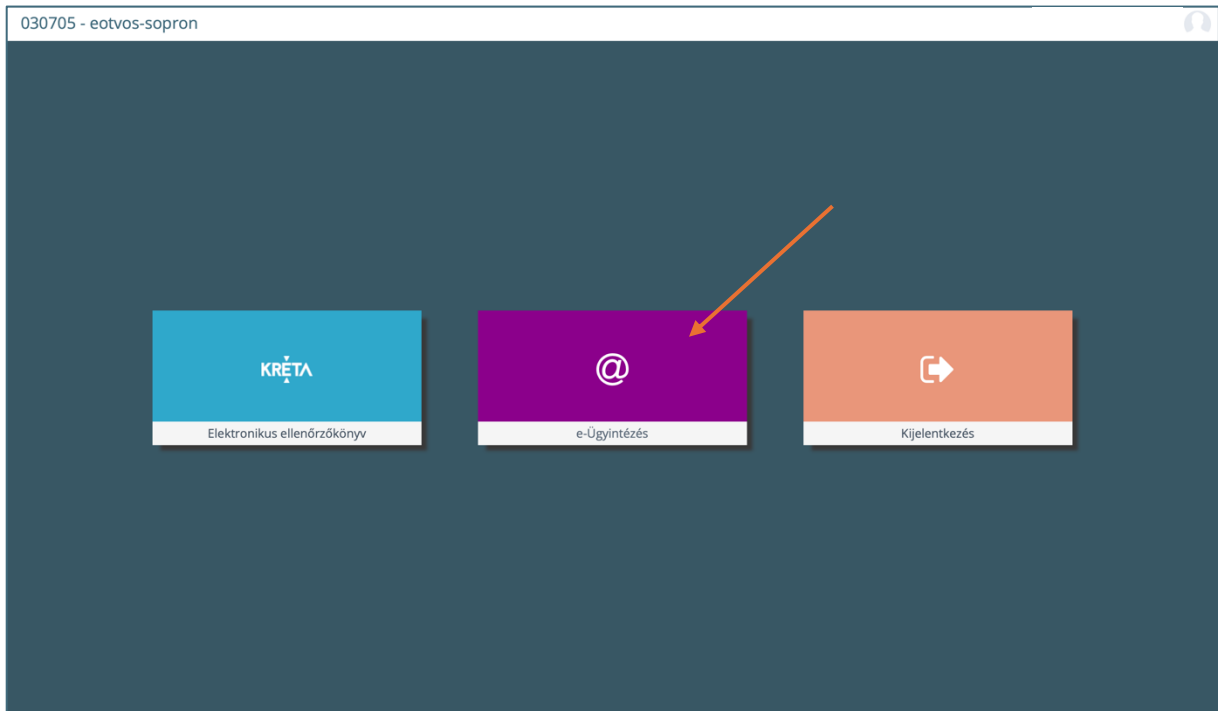 030705 - eotvos-sopron
KRÉTA
@
Elektronikus ellenőrzőkönyv
e-Ügyintézés
Kijelentkezés